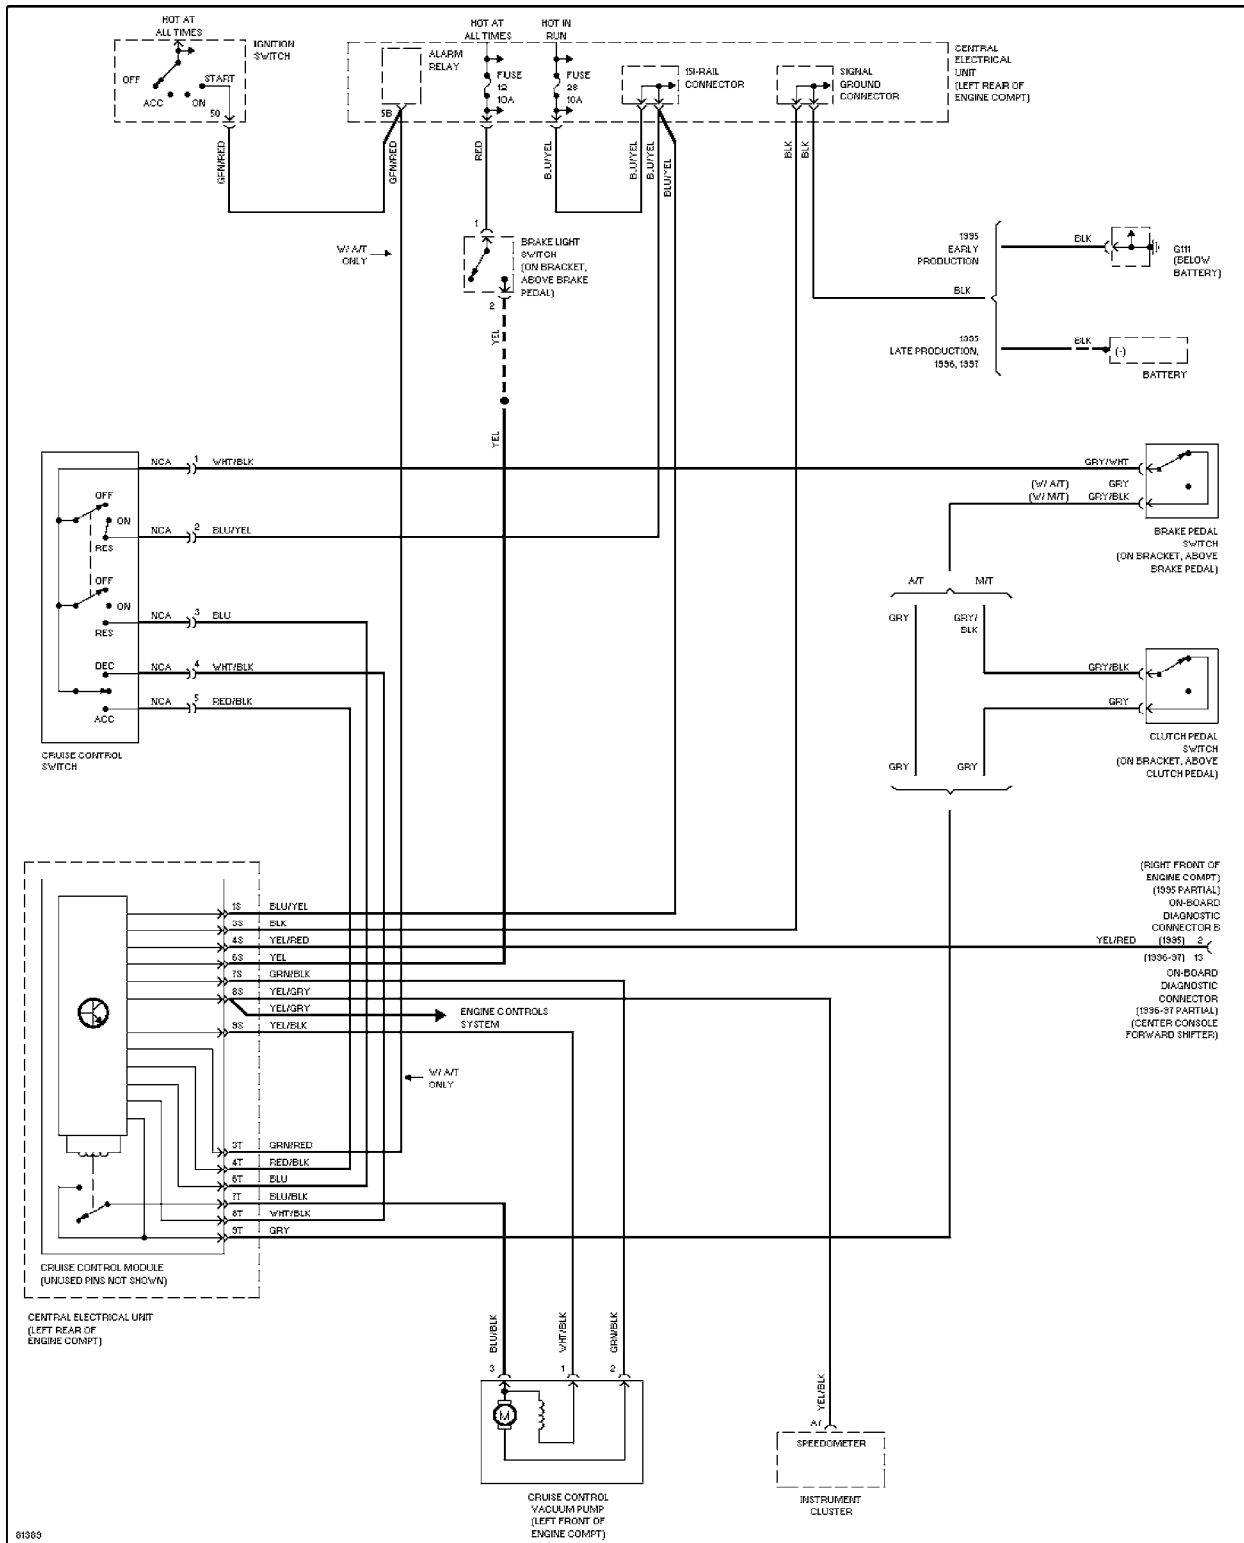 HOT AT
ALL TIMES
IGNITION
SWITCH
OFF
START
ACC
ON
50
GRN/RED
ALARM
RELAY
5B
GRN/RED
HOT AT
ALL TIMES
FUSE
12
10A
RED
HOT IN
RUN
FUSE
28
10A
BLU/YEL
15I-RAIL
CONNECTOR
BLU/YEL
BLU/YEL
BLU/YEL
SIGNAL
GROUND
CONNECTOR
BLK
BLK
CENTRAL
ELECTRICAL
UNIT
(LEFT REAR OF
ENGINE COMPT)
W/ A/T
ONLY
1
BRAKE LIGHT
SWITCH
(ON BRACKET,
ABOVE BRAKE
PEDAL)
2
YEL
YEL
1995
EARLY
PRODUCTION
BLK
G111
(BELOW
BATTERY)
BLK
1995
LATE PRODUCTION,
1996, 1997
BLK
(-)
BATTERY
NCA
1
WHT/BLK
OFF
ON
RES
NCA
2
BLU/YEL
OFF
ON
RES
NCA
3
BLU
DEC
NCA
4
WHT/BLK
ACC
NCA
5
RED/BLK
CRUISE CONTROL
SWITCH
GRY/WHT
(W/ A/T)
GRY
(W/ M/T)
GRY/BLK
BRAKE PEDAL
SWITCH
(ON BRACKET, ABOVE
BRAKE PEDAL)
A/T
M/T
GRY
GRY/
BLK
GRY/BLK
GRY
CLUTCH PEDAL
SWITCH
(ON BRACKET, ABOVE
CLUTCH PEDAL)
GRY
GRY
1S
BLU/YEL
3S
BLK
4S
YEL/RED
6S
YEL
7S
GRN/BLK
8S
YEL/GRY
YEL/GRY
9S
YEL/BLK
ENGINE CONTROLS
SYSTEM
W/ A/T
ONLY
3T
GRN/RED
4T
RED/BLK
6T
BLU
7T
BLU/BLK
8T
WHT/BLK
9T
GRY
CRUISE CONTROL MODULE
(UNUSED PINS NOT SHOWN)
CENTRAL ELECTRICAL UNIT
(LEFT REAR OF
ENGINE COMPT)
(RIGHT FRONT OF
ENGINE COMPT)
(1995 PARTIAL)
ON-BOARD
DIAGNOSTIC
CONNECTOR B
YEL/RED
(1995) 2
(1996-97) 13
ON-BOARD
DIAGNOSTIC
CONNECTOR
(1996-97 PARTIAL)
(CENTER CONSOLE
FORWARD SHIFTER)
BLU/BLK
WHT/BLK
GRN/BLK
3
1
2
M
CRUISE CONTROL
VACUUM PUMP
(LEFT FRONT OF
ENGINE COMPT)
YEL/BLK
A7
SPEEDOMETER
INSTRUMENT
CLUSTER
81389